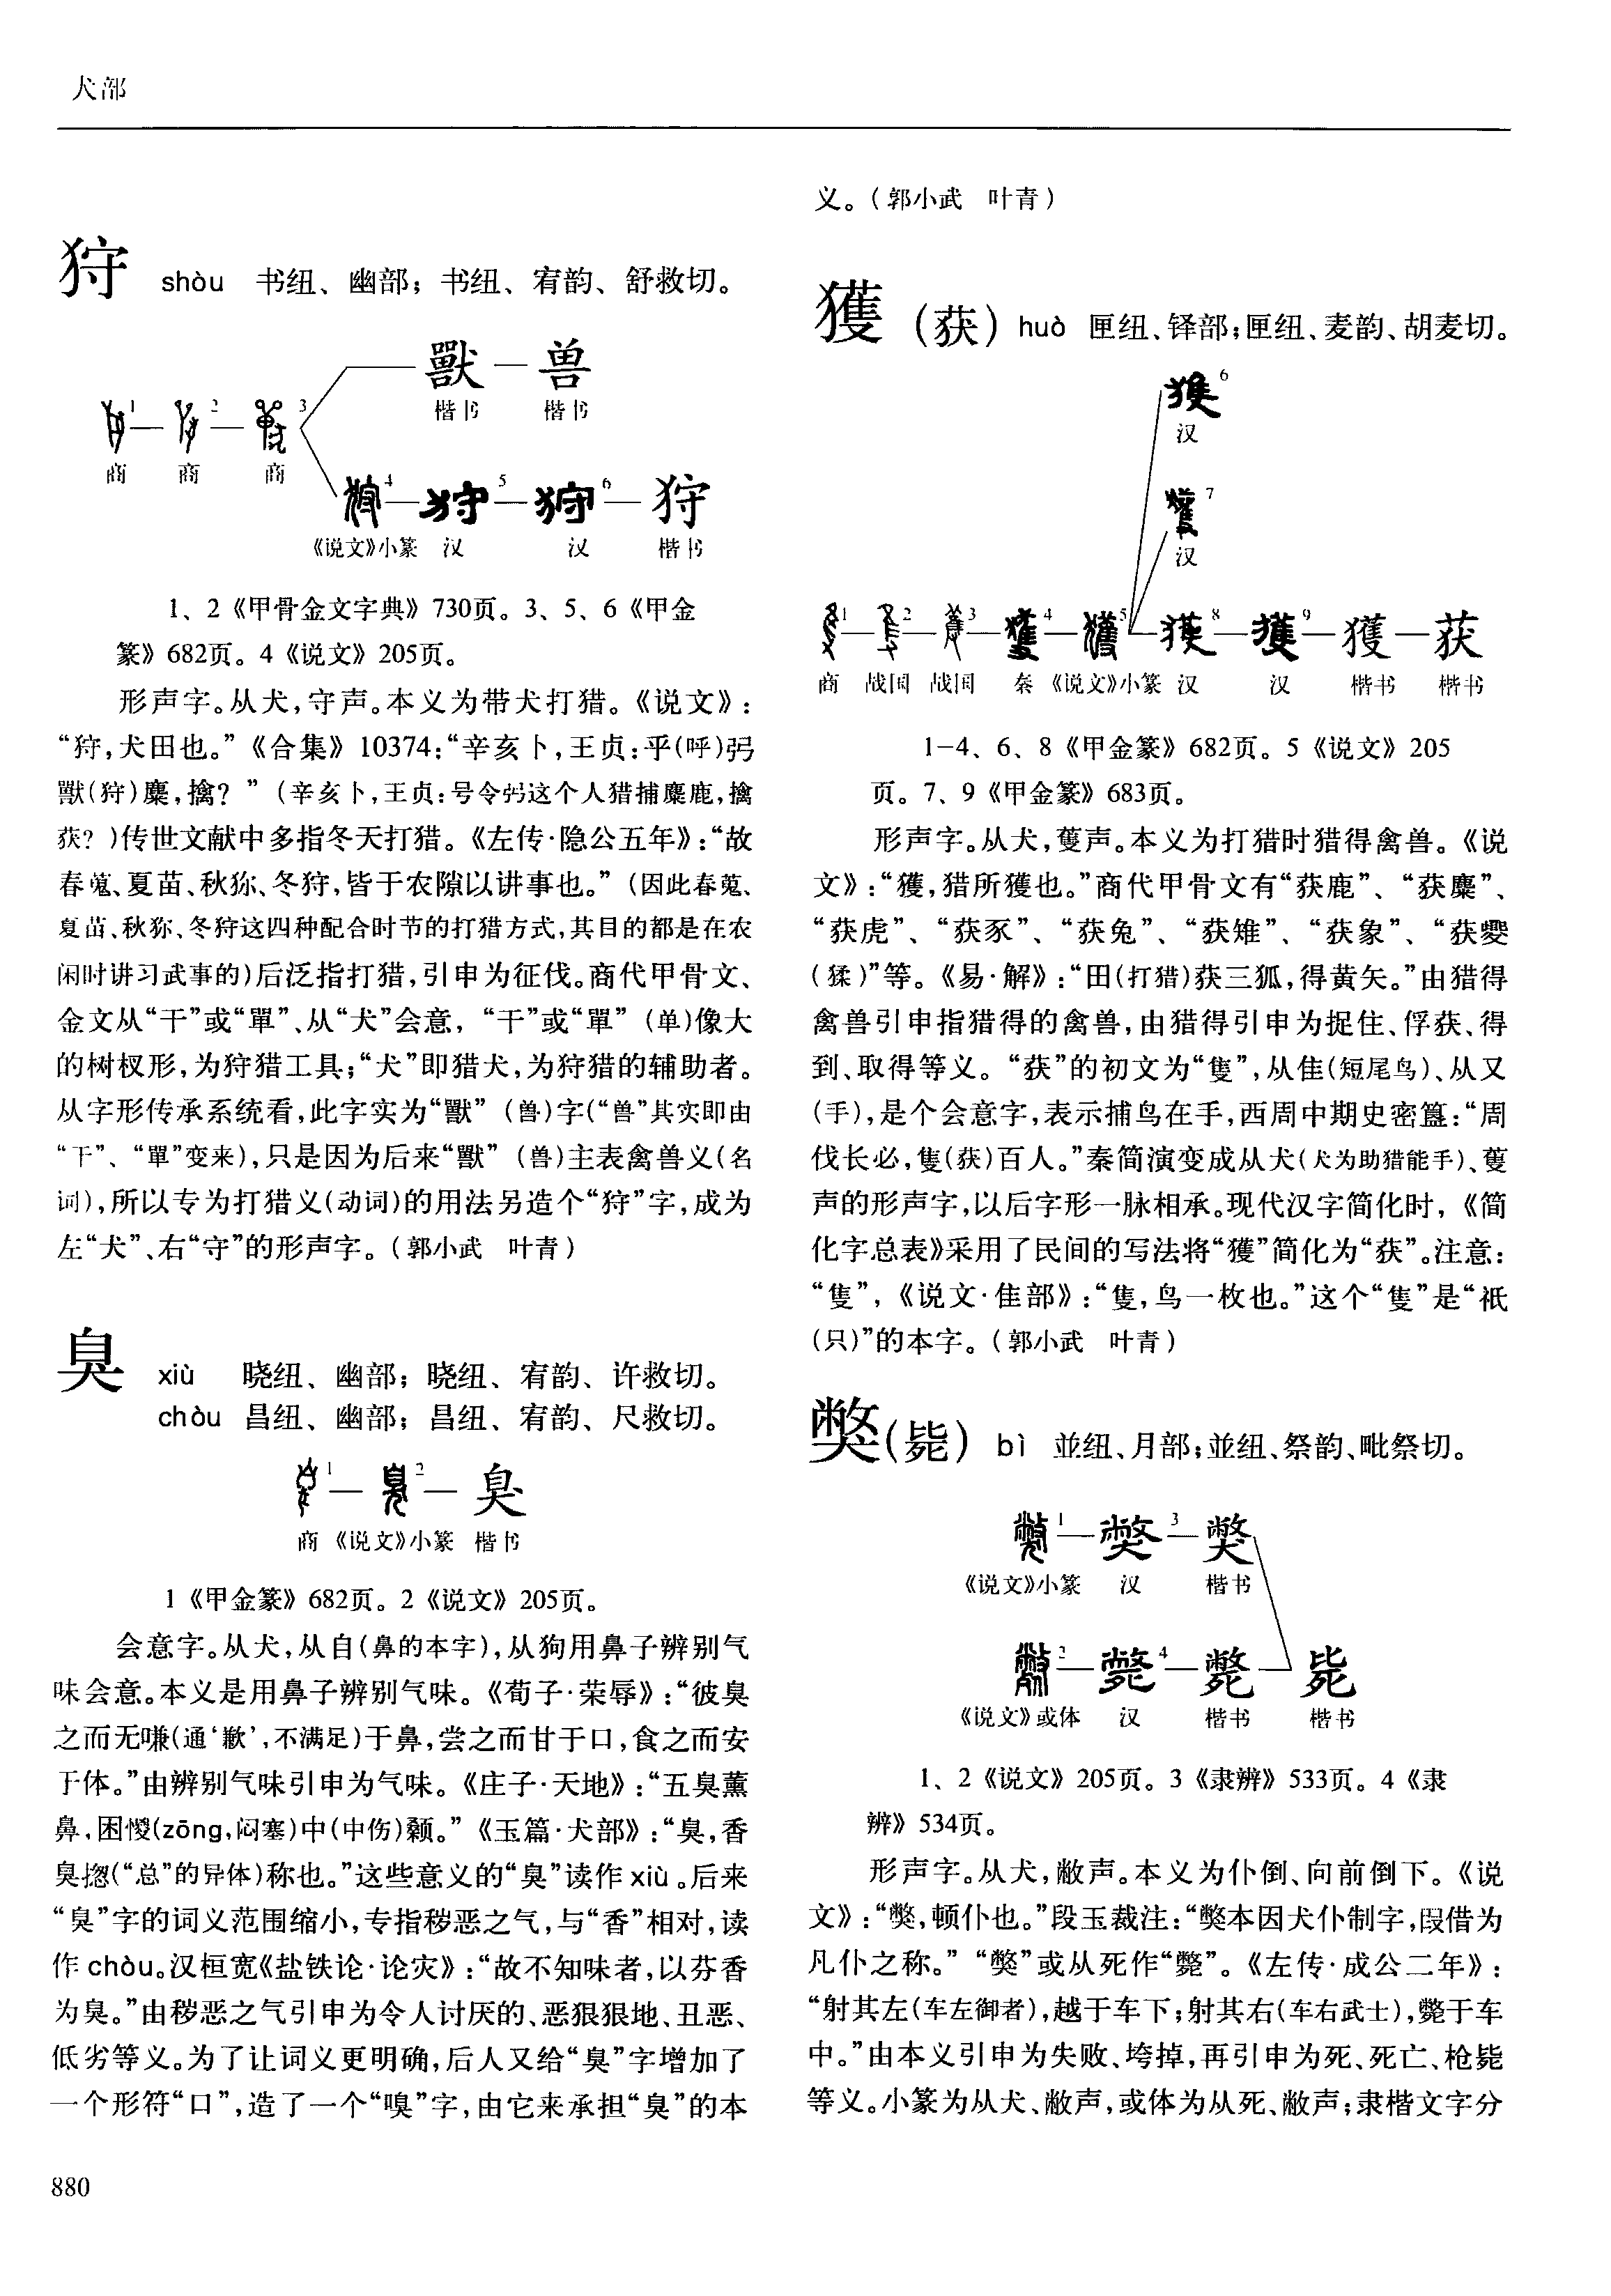 犬部
狩 shòu 书纽、幽部；书纽、宥韵、舒救切。
獸—兽
楷书 楷书
1 2 3
商 商 商
4 5 6 狩
《说文》小篆 汉 汉 楷书
1、2《甲骨金文字典》730页。3、5、6《甲金
篆》682页。4《说文》205页。
形声字。从犬，守声。本义为带犬打猎。《说文》：
“狩，犬田也。”《合集》10374：“辛亥卜，王贞：乎(呼)弜
獸(狩)麋，擒？”（辛亥卜，王贞：号令弜这个人猎捕麋鹿，擒
获？)传世文献中多指冬天打猎。《左传·隐公五年》：“故
春蒐、夏苗、秋狝、冬狩，皆于农隙以讲事也。”（因此春蒐、
夏苗、秋狝、冬狩这四种配合时节的打猎方式，其目的都是在农
闲时讲习武事的)后泛指打猎，引申为征伐。商代甲骨文、
金文从“干”或“單”、从“犬”会意，“干”或“單”（单)像大
的树杈形，为狩猎工具；“犬”即猎犬，为狩猎的辅助者。
从字形传承系统看，此字实为“獸”（兽)字(“兽”其实即由
“干”、“單”变来)，只是因为后来“獸”（兽)主表禽兽义(名
词)，所以专为打猎义(动词)的用法另造个“狩”字，成为
左“犬”、右“守”的形声字。（郭小武 叶青）
臭 xiù 晓纽、幽部；晓纽、宥韵、许救切。
chòu 昌纽、幽部；昌纽、宥韵、尺救切。
1 2 臭
商 《说文》小篆 楷书
1《甲金篆》682页。2《说文》205页。
会意字。从犬，从自(鼻的本字)，从狗用鼻子辨别气
味会意。本义是用鼻子辨别气味。《荀子·荣辱》：“彼臭
之而无嗛(通‘歉’，不满足)于鼻，尝之而甘于口，食之而安
于体。”由辨别气味引申为气味。《庄子·天地》：“五臭薰
鼻，困惾(zōng，闷塞)中(中伤)颡。”《玉篇·犬部》：“臭，香
臭揔(“总”的异体)称也。”这些意义的“臭”读作 xiù。后来
“臭”字的词义范围缩小，专指秽恶之气，与“香”相对，读
作 chòu。汉桓宽《盐铁论·论灾》：“故不知味者，以芬香
为臭。”由秽恶之气引申为令人讨厌的、恶狠狠地、丑恶、
低劣等义。为了让词义更明确，后人又给“臭”字增加了
一个形符“口”，造了一个“嗅”字，由它来承担“臭”的本
义。（郭小武 叶青）
獲（获）huò 匣纽、铎部；匣纽、麦韵、胡麦切。
6
汉
7
汉
1 2 3 4 5 8 9 獲—获
商 战国 战国 秦 《说文》小篆 汉 汉 楷书 楷书
1-4、6、8《甲金篆》682页。5《说文》205
页。7、9《甲金篆》683页。
形声字。从犬，蒦声。本义为打猎时猎得禽兽。《说
文》：“獲，猎所獲也。”商代甲骨文有“获鹿”、“获麋”、
“获虎”、“获豕”、“获兔”、“获雉”、“获象”、“获夒
（猱）”等。《易·解》：“田(打猎)获三狐，得黄矢。”由猎得
禽兽引申指猎得的禽兽，由猎得引申为捉住、俘获、得
到、取得等义。“获”的初文为“隻”，从隹(短尾鸟)、从又
(手)，是个会意字，表示捕鸟在手，西周中期史密簋：“周
伐长必，隻(获)百人。”秦简演变成从犬(犬为助猎能手)、蒦
声的形声字，以后字形一脉相承。现代汉字简化时，《简
化字总表》采用了民间的写法将“獲”简化为“获”。注意：
“隻”，《说文·隹部》：“隻，鸟一枚也。”这个“隻”是“祇
(只)”的本字。（郭小武 叶青）
獘(毙) bì 並纽、月部；並纽、祭韵、毗祭切。
1 3 獘
《说文》小篆 汉 楷书
2 4 斃 毙
《说文》或体 汉 楷书 楷书
1、2《说文》205页。3《隶辨》533页。4《隶
辨》534页。
形声字。从犬，敝声。本义为仆倒、向前倒下。《说
文》：“獘，顿仆也。”段玉裁注：“獘本因犬仆制字，叚借为
凡仆之称。”“獘”或从死作“斃”。《左传·成公二年》：
“射其左(车左御者)，越于车下；射其右(车右武士)，斃于车
中。”由本义引申为失败、垮掉，再引申为死、死亡、枪毙
等义。小篆为从犬、敝声，或体为从死、敝声；隶楷文字分
880